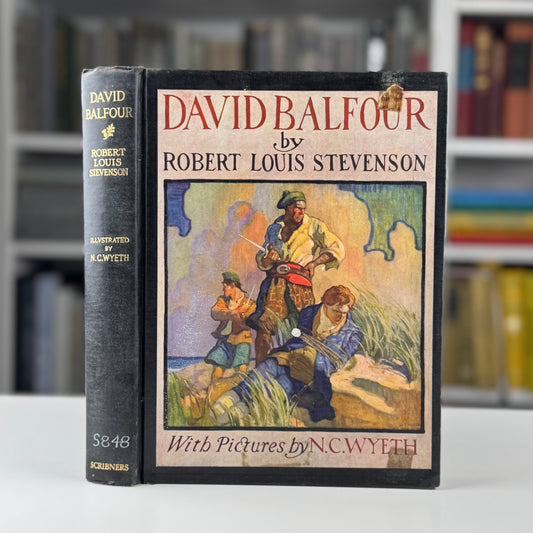 DAVID
BALFOUR
ROBERT
LOUIS
STEVENSON
ILLUSTRATED
BY
N.C.WYETH
S848
SCRIBNERS
DAVID BALFOUR
by
ROBERT LOUIS STEVENSON
With Pictures by N.C. WYETH